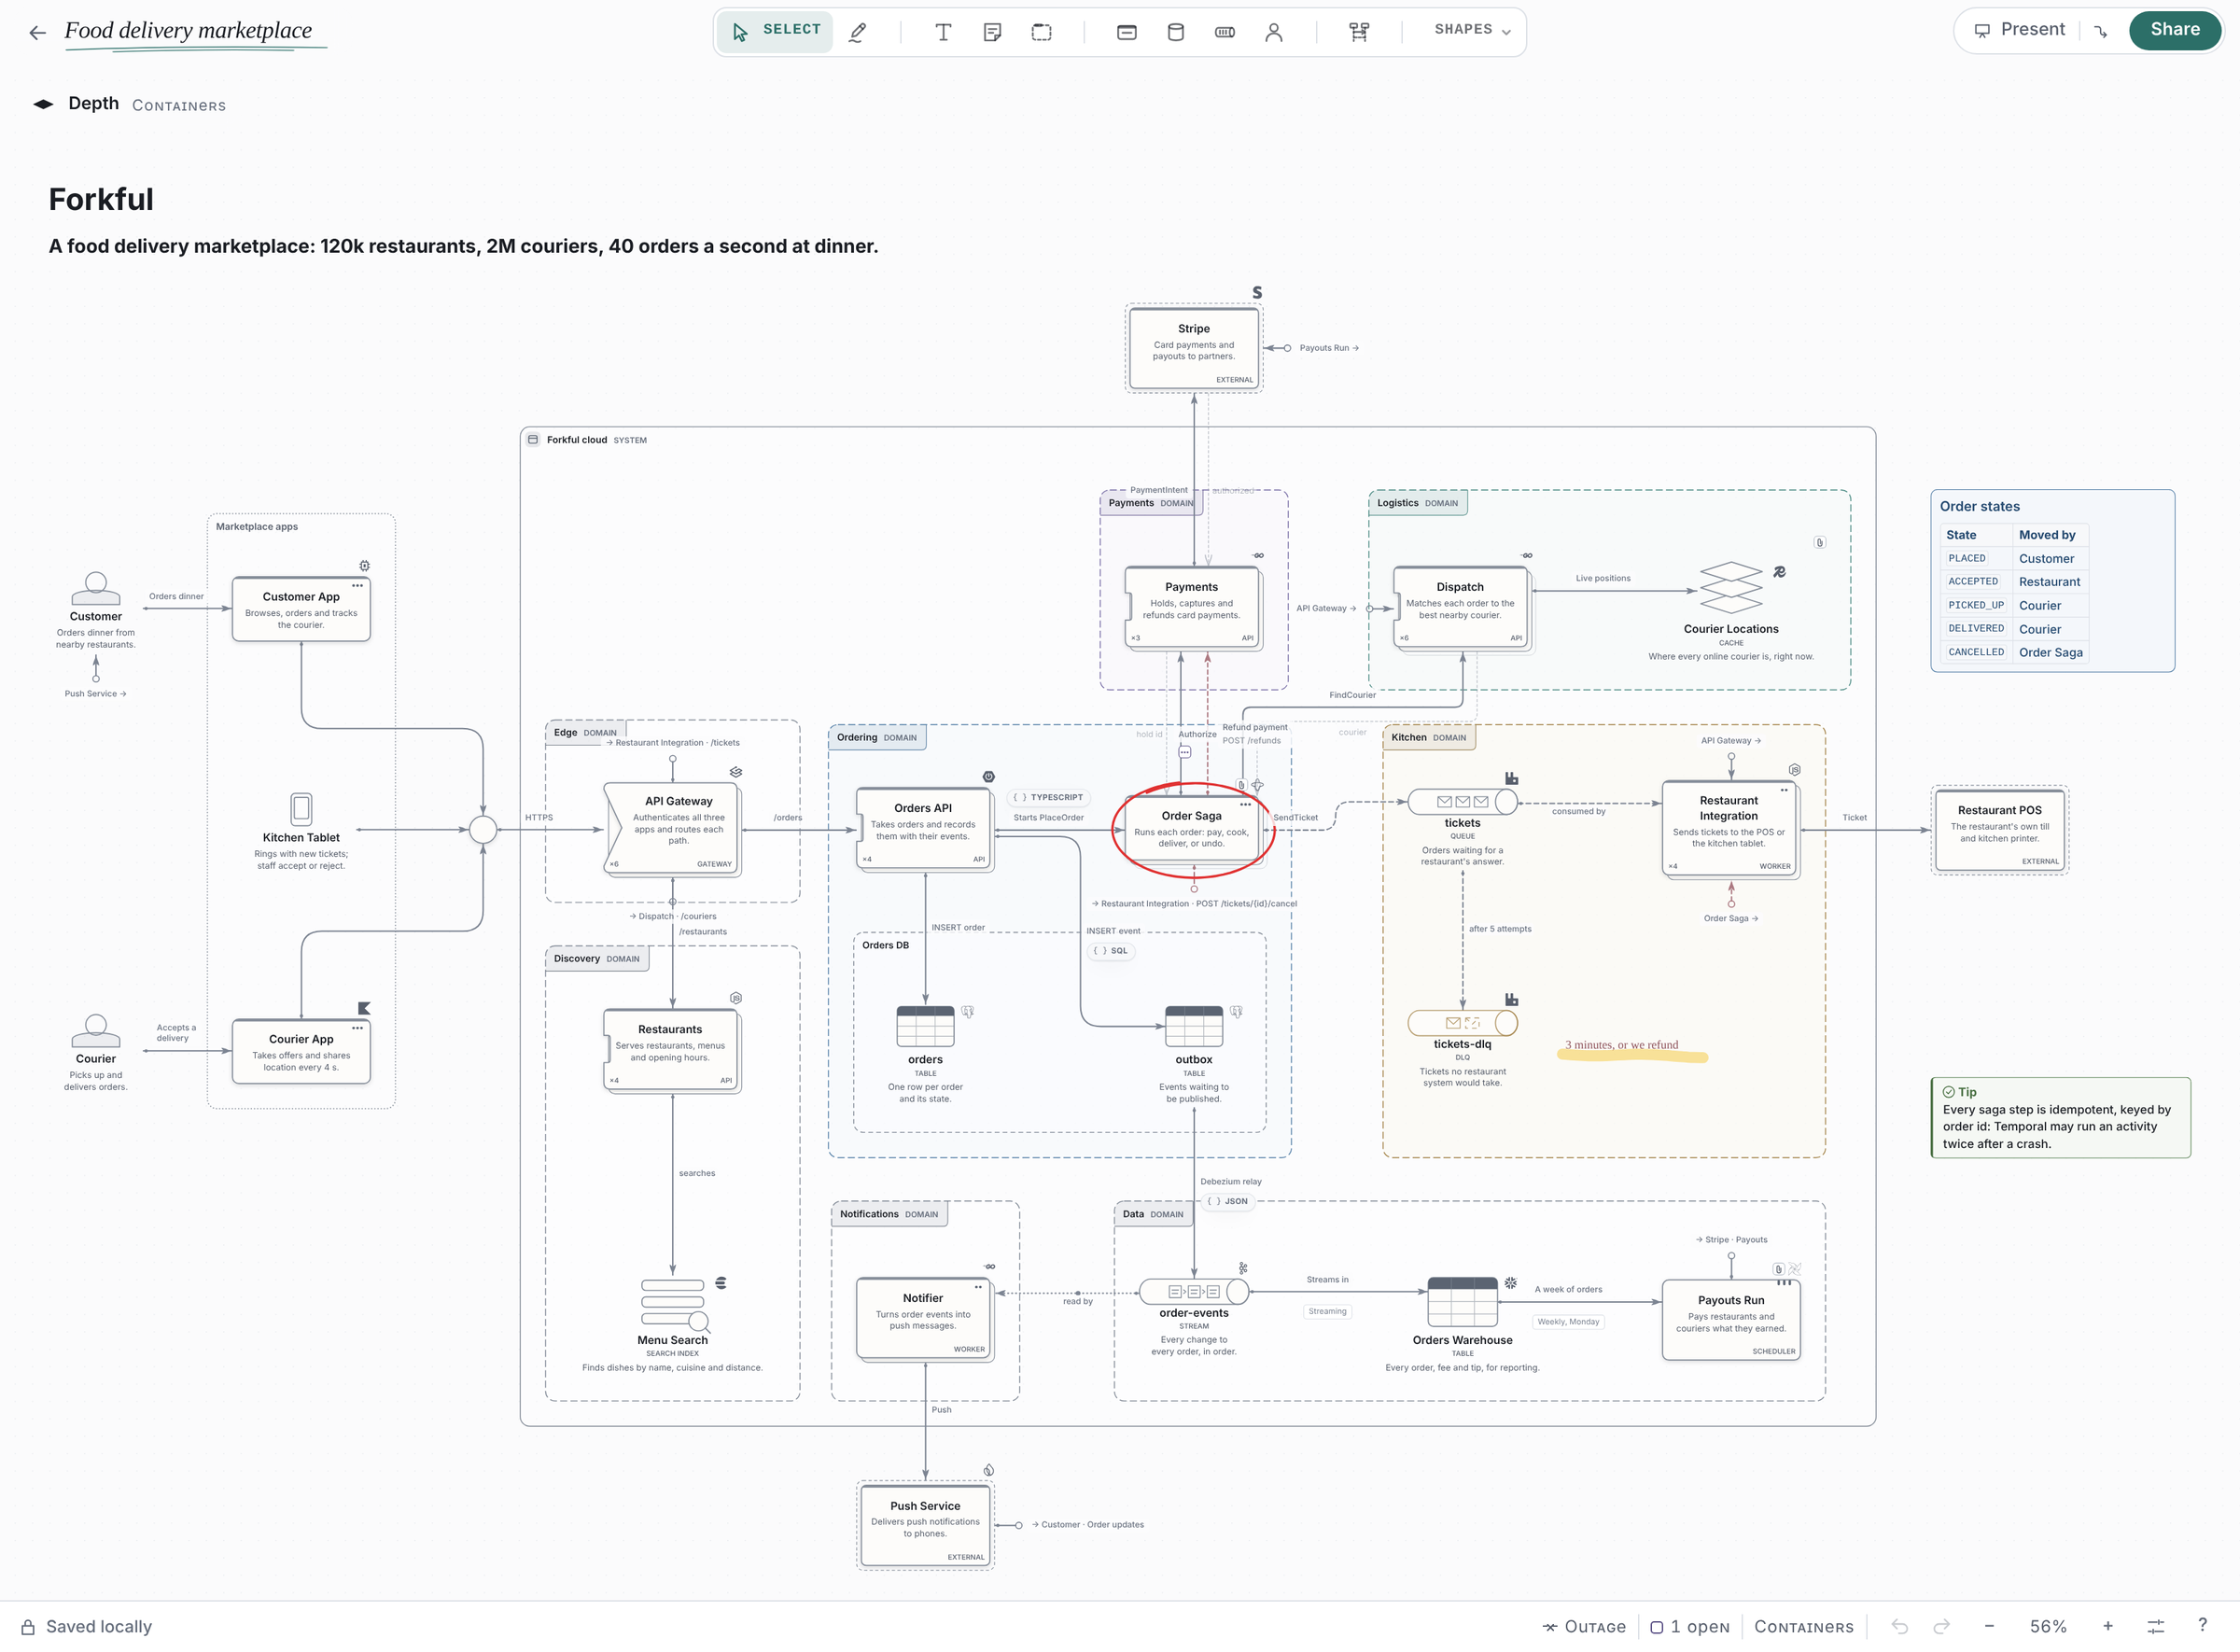 Food delivery marketplace
SELECT
SHAPES
Present
Share
Depth Containers
Forkful
A food delivery marketplace: 120k restaurants, 2M couriers, 40 orders a second at dinner.
Stripe
Card payments and
payouts to partners.
EXTERNAL
Payouts Run →
Forkful cloud SYSTEM
PaymentIntent
authorized
Payments DOMAIN
Payments
Holds, captures and
refunds card payments.
×3 API
Logistics DOMAIN
API Gateway →
Dispatch
Matches each order to the
best nearby courier.
×6 API
Live positions
Courier Locations
CACHE
Where every online courier is, right now.
Order states
State Moved by
PLACED Customer
ACCEPTED Restaurant
PICKED_UP Courier
DELIVERED Courier
CANCELLED Order Saga
Marketplace apps
Customer
Orders dinner from
nearby restaurants.
Push Service →
Orders dinner
Customer App
Browses, orders and tracks
the courier.
Kitchen Tablet
Rings with new tickets;
staff accept or reject.
Courier
Picks up and
delivers orders.
Accepts a
delivery
Courier App
Takes offers and shares
location every 4 s.
HTTPS
Edge DOMAIN
→ Restaurant Integration · /tickets
API Gateway
Authenticates all three
apps and routes each
path.
×6 GATEWAY
→ Dispatch · /couriers
/restaurants
/orders
Discovery DOMAIN
Restaurants
Serves restaurants, menus
and opening hours.
×4 API
searches
Menu Search
SEARCH INDEX
Finds dishes by name, cuisine and distance.
Ordering DOMAIN
Orders API
Takes orders and records
them with their events.
×4 API
{ } TYPESCRIPT
Starts PlaceOrder
hold id
Authorize
Refund payment
POST /refunds
FindCourier
courier
Order Saga
Runs each order: pay, cook,
deliver, or undo.
SendTicket
→ Restaurant Integration · POST /tickets/{id}/cancel
INSERT order
INSERT event
{ } SQL
Orders DB
orders
TABLE
One row per order
and its state.
outbox
TABLE
Events waiting to
be published.
Kitchen DOMAIN
tickets
QUEUE
Orders waiting for a
restaurant's answer.
consumed by
API Gateway →
Restaurant
Integration
Sends tickets to the POS or
the kitchen tablet.
×4 WORKER
Order Saga →
Ticket
Restaurant POS
The restaurant's own till
and kitchen printer.
EXTERNAL
after 5 attempts
tickets-dlq
DLQ
Tickets no restaurant
system would take.
3 minutes, or we refund
Tip
Every saga step is idempotent, keyed by
order id: Temporal may run an activity
twice after a crash.
Debezium relay
{ } JSON
Notifications DOMAIN
Notifier
Turns order events into
push messages.
WORKER
read by
Push
Data DOMAIN
order-events
STREAM
Every change to
every order, in order.
Streams in
Streaming
Orders Warehouse
TABLE
Every order, fee and tip, for reporting.
A week of orders
Weekly, Monday
→ Stripe · Payouts
Payouts Run
Pays restaurants and
couriers what they earned.
SCHEDULER
Push Service
Delivers push notifications
to phones.
EXTERNAL
→ Customer · Order updates
Saved locally
Outage
1 open
Containers
56%
?